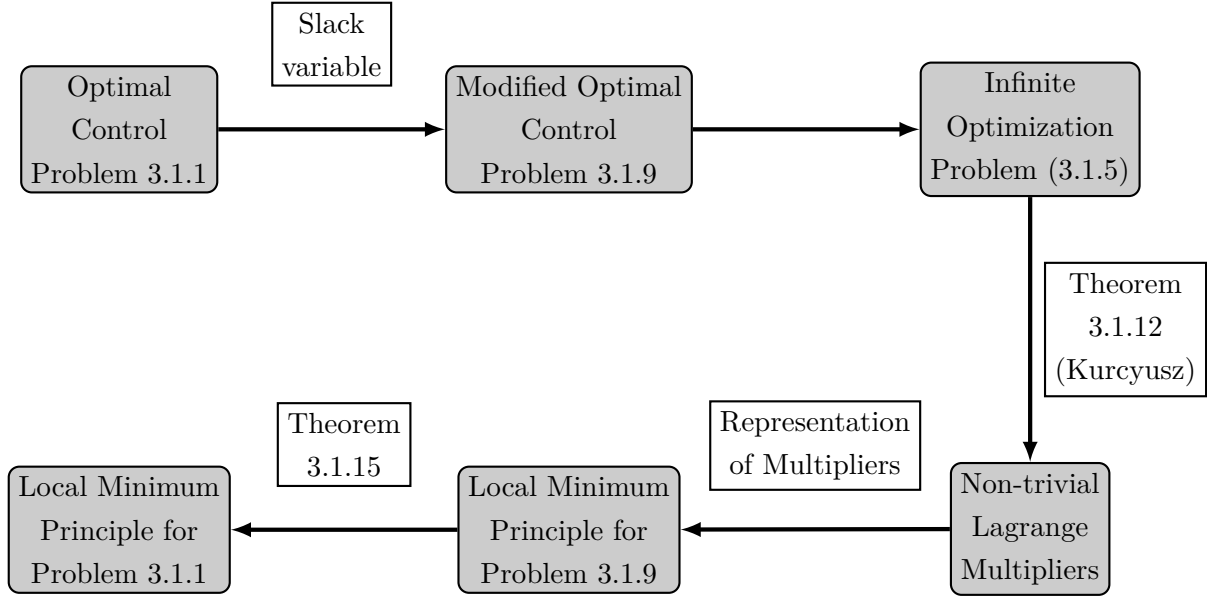 Slack
variable
Optimal
Control
Problem 3.1.1
Modified Optimal
Control
Problem 3.1.9
Infinite
Optimization
Problem (3.1.5)
Theorem
3.1.12
(Kurcyusz)
Theorem
3.1.15
Representation
of Multipliers
Local Minimum
Principle for
Problem 3.1.1
Local Minimum
Principle for
Problem 3.1.9
Non-trivial
Lagrange
Multipliers